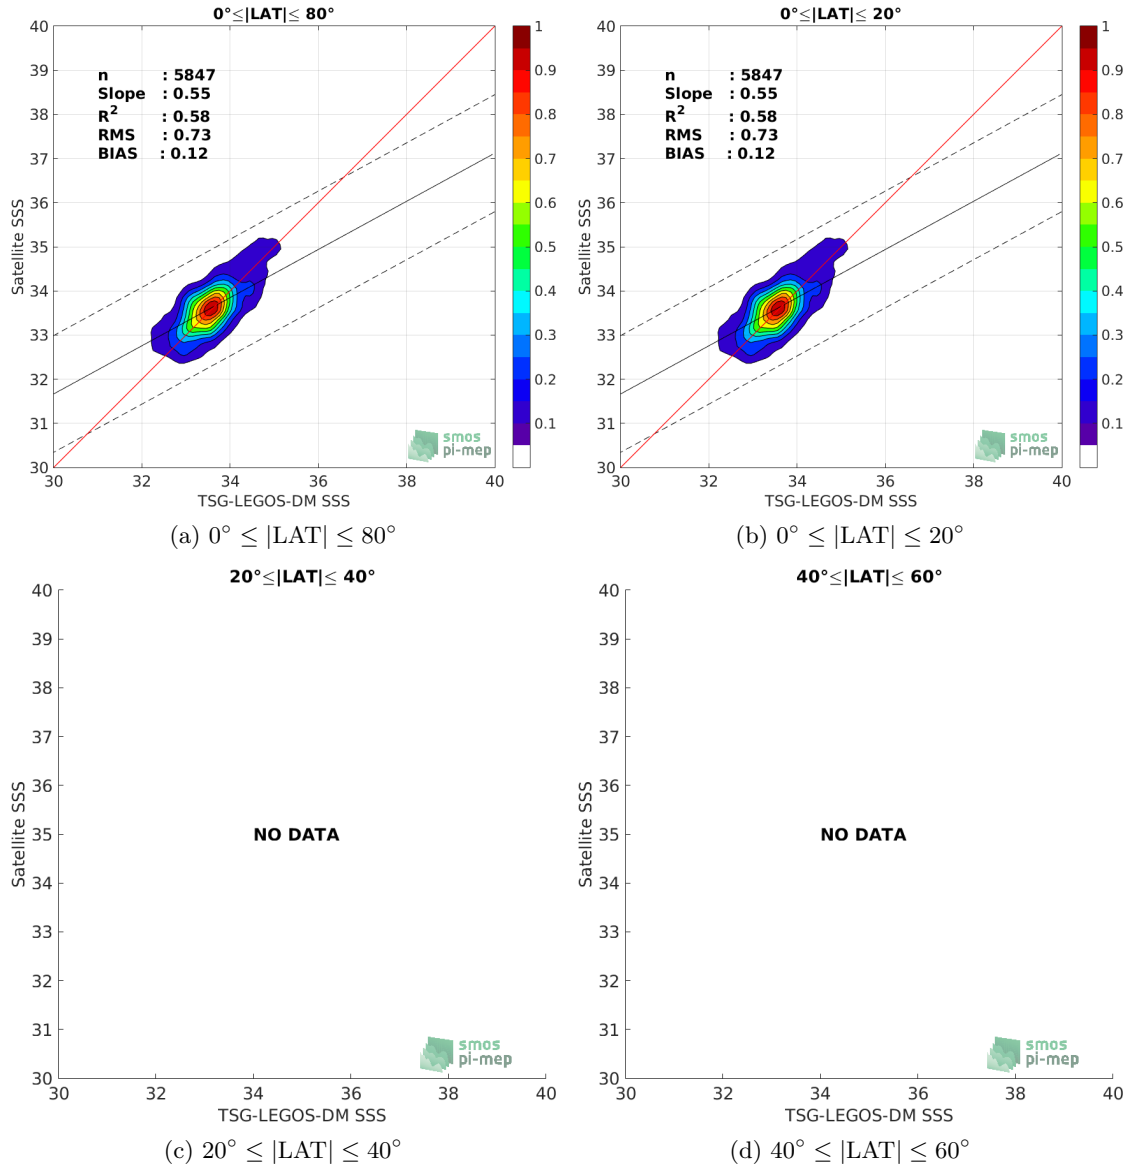 0°≤|LAT|≤ 80°
40
39
38
37
36
35
34
33
32
31
30
Satellite SSS
n : 5847
Slope : 0.55
R² : 0.58
RMS : 0.73
BIAS : 0.12
smos
pi-mep
30 32 34 36 38 40
TSG-LEGOS-DM SSS
1
0.9
0.8
0.7
0.6
0.5
0.4
0.3
0.2
0.1
(a) 0° ≤ |LAT| ≤ 80°
0°≤|LAT|≤ 20°
40
39
38
37
36
35
34
33
32
31
30
Satellite SSS
n : 5847
Slope : 0.55
R² : 0.58
RMS : 0.73
BIAS : 0.12
smos
pi-mep
30 32 34 36 38 40
TSG-LEGOS-DM SSS
1
0.9
0.8
0.7
0.6
0.5
0.4
0.3
0.2
0.1
(b) 0° ≤ |LAT| ≤ 20°
20°≤|LAT|≤ 40°
40
39
38
37
36
35
34
33
32
31
30
Satellite SSS
NO DATA
smos
pi-mep
30 32 34 36 38 40
TSG-LEGOS-DM SSS
(c) 20° ≤ |LAT| ≤ 40°
40°≤|LAT|≤ 60°
40
39
38
37
36
35
34
33
32
31
30
Satellite SSS
NO DATA
smos
pi-mep
30 32 34 36 38 40
TSG-LEGOS-DM SSS
(d) 40° ≤ |LAT| ≤ 60°